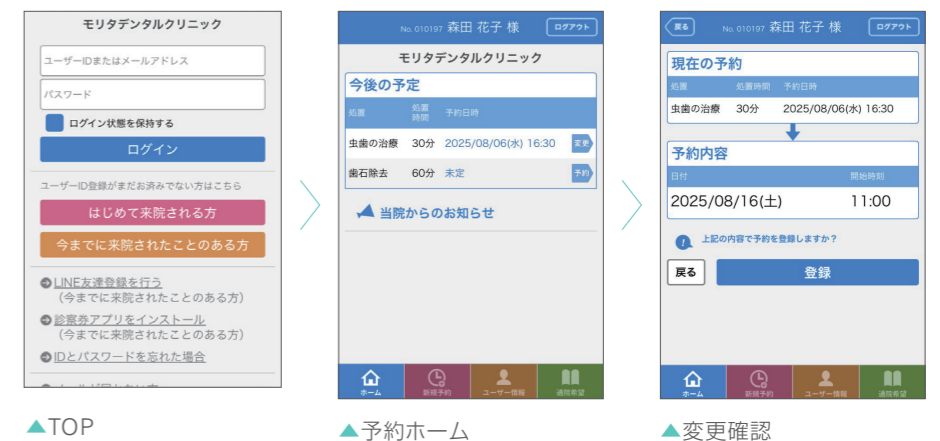 モリタデンタルクリニック
ユーザーIDまたはメールアドレス
パスワード
ログイン状態を保持する
ログイン
ユーザーID登録がまだお済みでない方はこちら
はじめて来院される方
今までに来院されたことのある方
LINE友達登録を行う
（今までに来院されたことのある方）
診察券アプリをインストール
（今までに来院されたことのある方）
IDとパスワードを忘れた場合
▲TOP
No. 010197 森田 花子 様 ログアウト
モリタデンタルクリニック
今後の予定
処置 処置時間 予約日時
虫歯の治療 30分 2025/08/06(水) 16:30 変更
歯石除去 60分 未定 予約
当院からのお知らせ
ホーム 新規予約 ユーザー情報 通院希望
▲予約ホーム
戻る No. 010197 森田 花子 様 ログアウト
現在の予約
処置 処置時間 予約日時
虫歯の治療 30分 2025/08/06(水) 16:30
予約内容
日付 開始時刻
2025/08/16(土) 11:00
上記の内容で予約を登録しますか？
戻る 登録
ホーム 新規予約 ユーザー情報 通院希望
▲変更確認